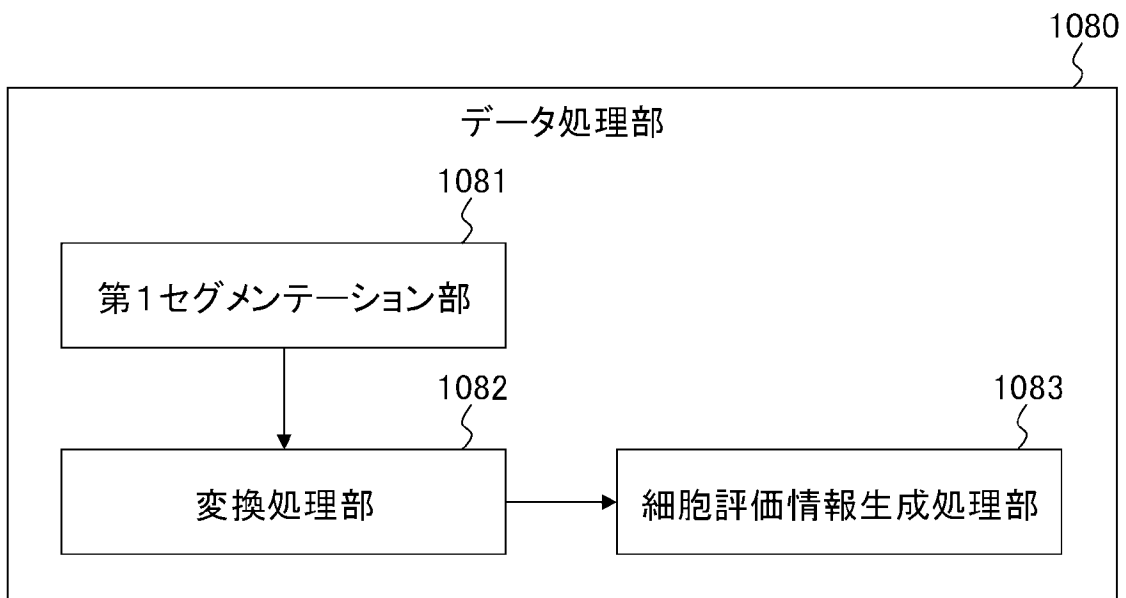 1080
データ処理部
1081
第1セグメンテーション部
1082
変換処理部
1083
細胞評価情報生成処理部